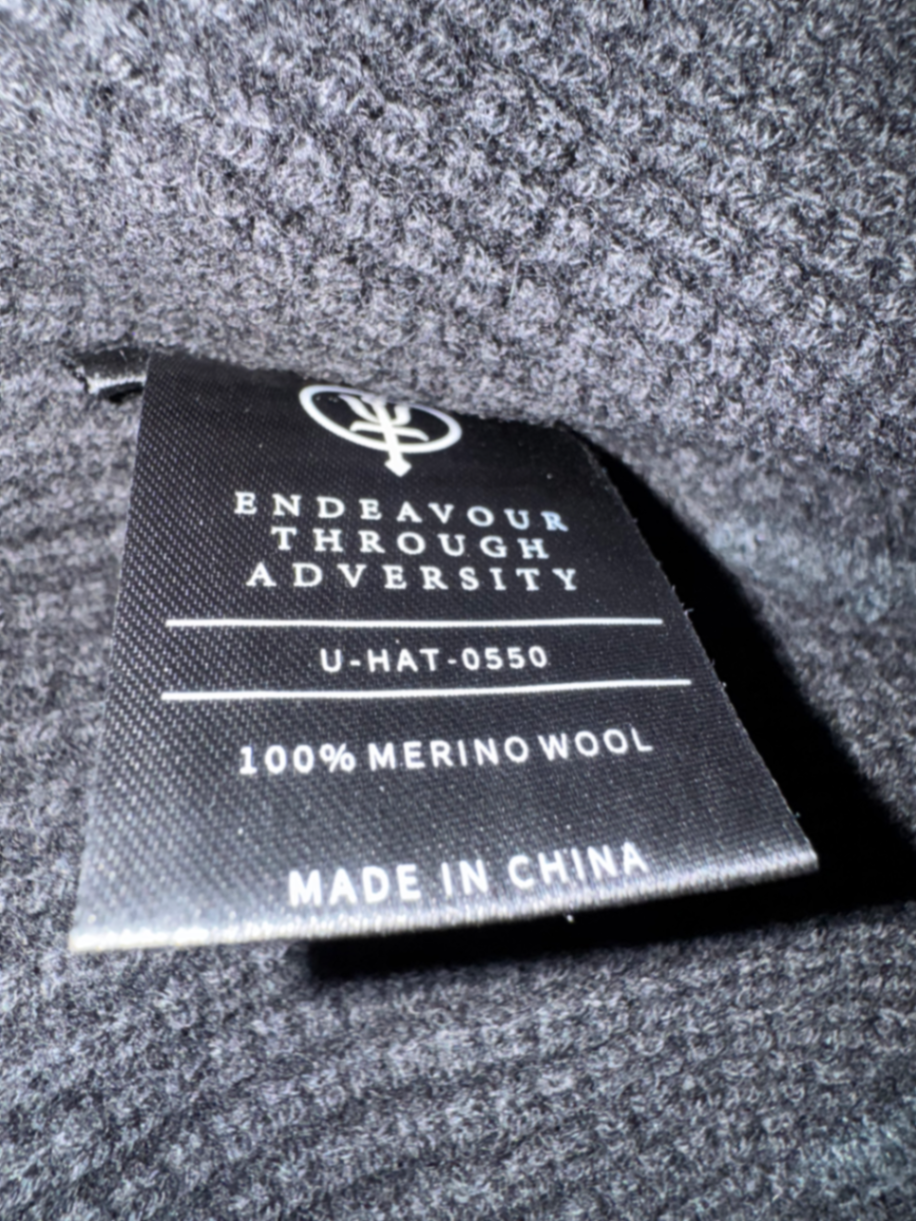 ENDEAVOUR
THROUGH
ADVERSITY
U-HAT-0550
100% MERINO WOOL
MADE IN CHINA